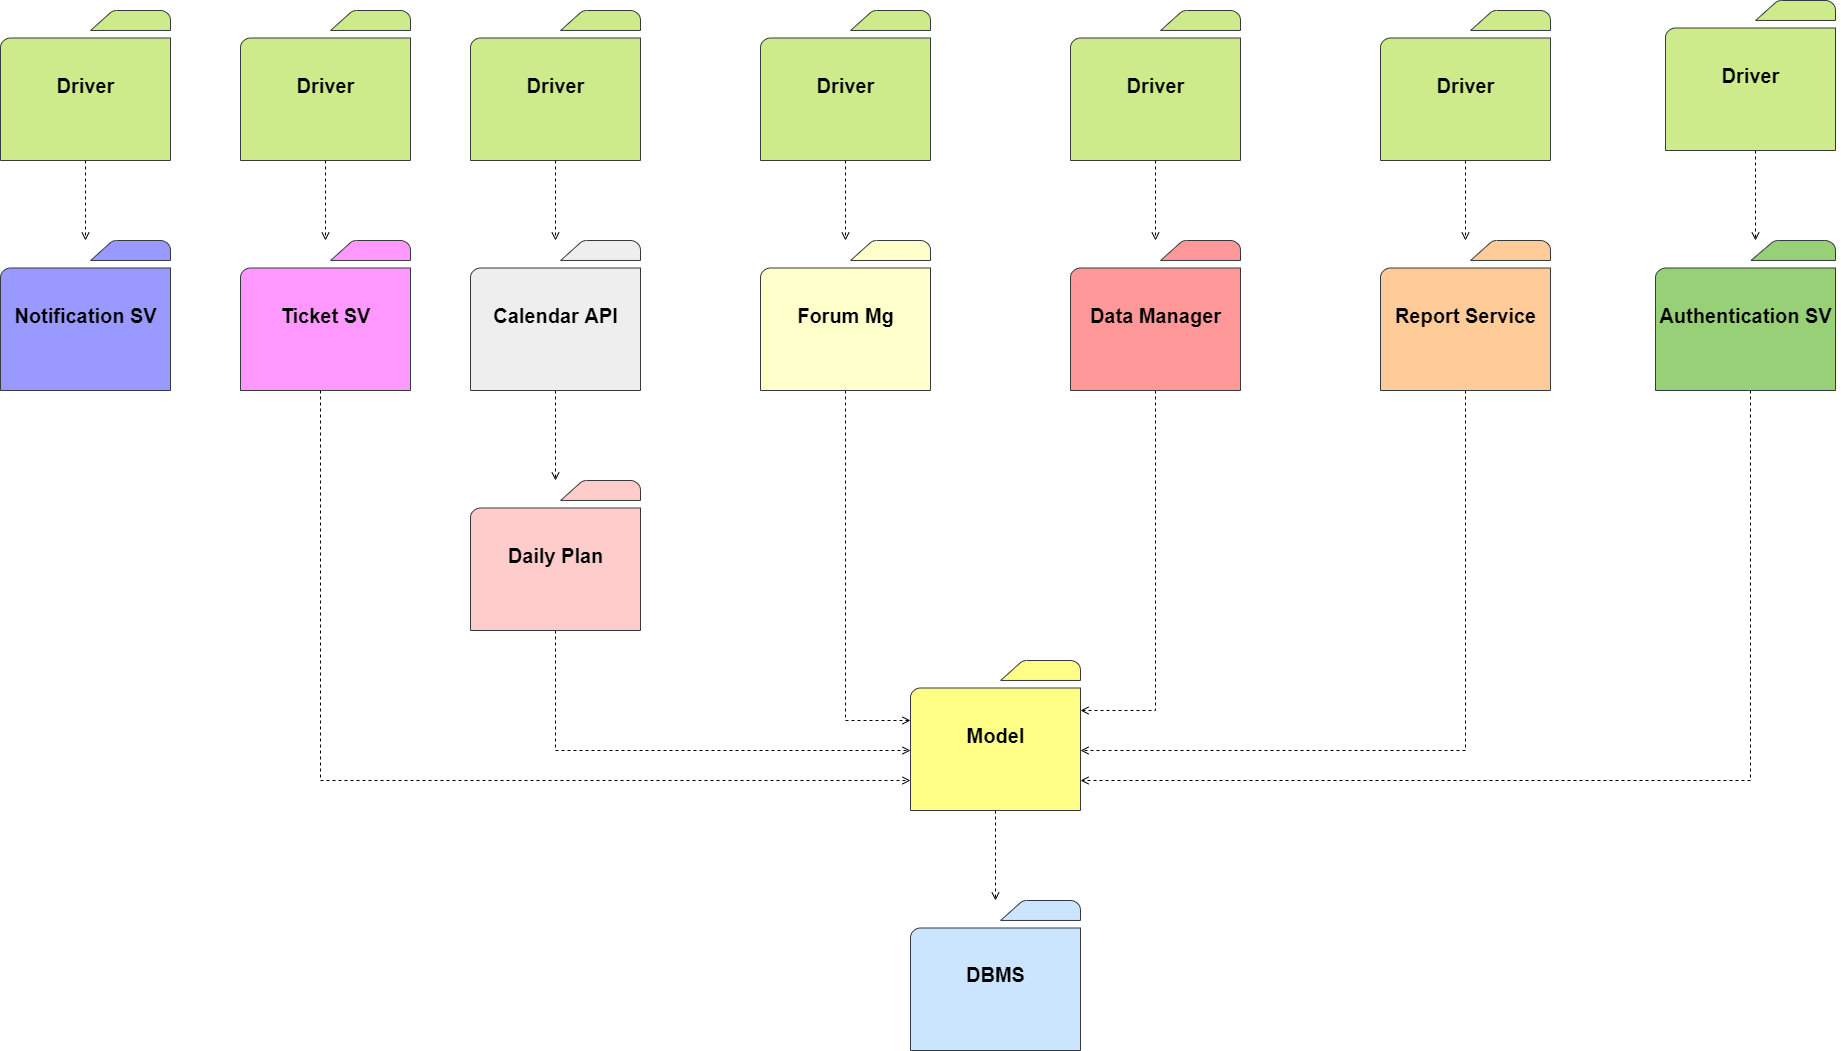 Driver
Driver
Driver
Driver
Driver
Driver
Driver
Notification SV
Ticket SV
Calendar API
Forum Mg
Data Manager
Report Service
Authentication SV
Daily Plan
Model
DBMS